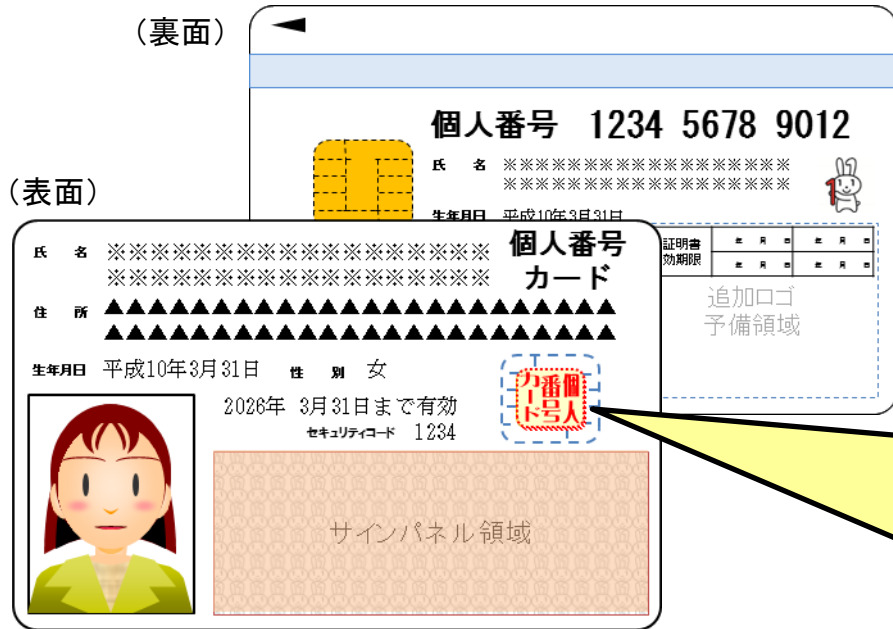 (裏面)
個人番号 1234 5678 9012
氏 名 ※※※※※※※※※※※※※※※※※※
※※※※※※※※※※※※※※※※※※
生年月日 平成10年3月31日
証明書 年 月 日 年 月 日
効期限 年 月 日 年 月 日
追加ロゴ
予備領域
(表面)
氏 名 ※※※※※※※※※※※※※※※※※※
※※※※※※※※※※※※※※※※※※
個人番号
カード
住 所 ▲▲▲▲▲▲▲▲▲▲▲▲▲▲▲▲▲▲▲▲▲
▲▲▲▲▲▲▲▲▲▲▲▲▲▲▲▲▲▲▲▲▲
生年月日 平成10年3月31日 性 別 女
2026年 3月31日まで有効
セキュリティコード 1234
個人
番号
カード
サインパネル領域